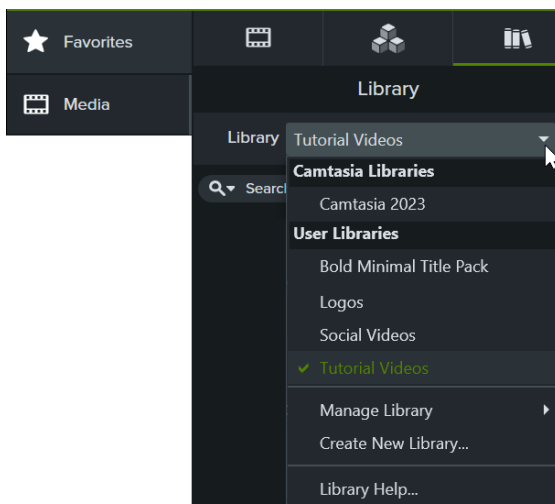 Favorites
Media
Library
Library
Tutorial Videos
Search
Camtasia Libraries
Camtasia 2023
User Libraries
Bold Minimal Title Pack
Logos
Social Videos
Tutorial Videos
Manage Library
Create New Library...
Library Help...